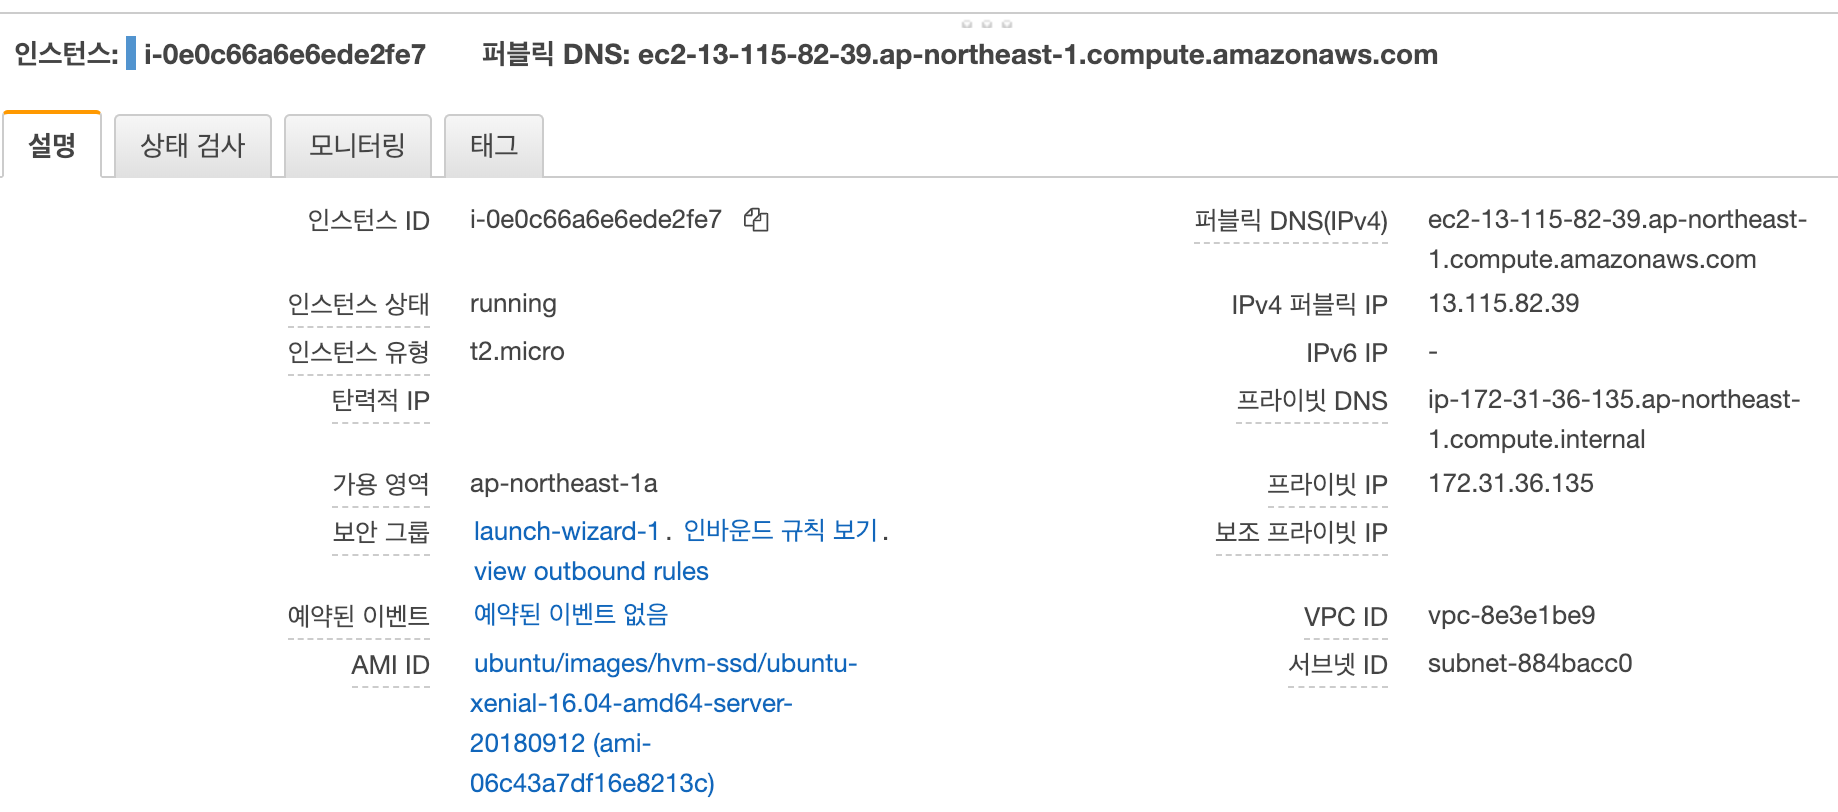 인스턴스: i-0e0c66a6e6ede2fe7 퍼블릭 DNS: ec2-13-115-82-39.ap-northeast-1.compute.amazonaws.com
설명 상태 검사 모니터링 태그
인스턴스 ID i-0e0c66a6e6ede2fe7
인스턴스 상태 running
인스턴스 유형 t2.micro
탄력적 IP
가용 영역 ap-northeast-1a
보안 그룹 launch-wizard-1. 인바운드 규칙 보기.
view outbound rules
예약된 이벤트 예약된 이벤트 없음
AMI ID ubuntu/images/hvm-ssd/ubuntu-
xenial-16.04-amd64-server-
20180912 (ami-
06c43a7df16e8213c)
퍼블릭 DNS(IPv4) ec2-13-115-82-39.ap-northeast-
1.compute.amazonaws.com
IPv4 퍼블릭 IP 13.115.82.39
IPv6 IP -
프라이빗 DNS ip-172-31-36-135.ap-northeast-
1.compute.internal
프라이빗 IP 172.31.36.135
보조 프라이빗 IP
VPC ID vpc-8e3e1be9
서브넷 ID subnet-884bacc0